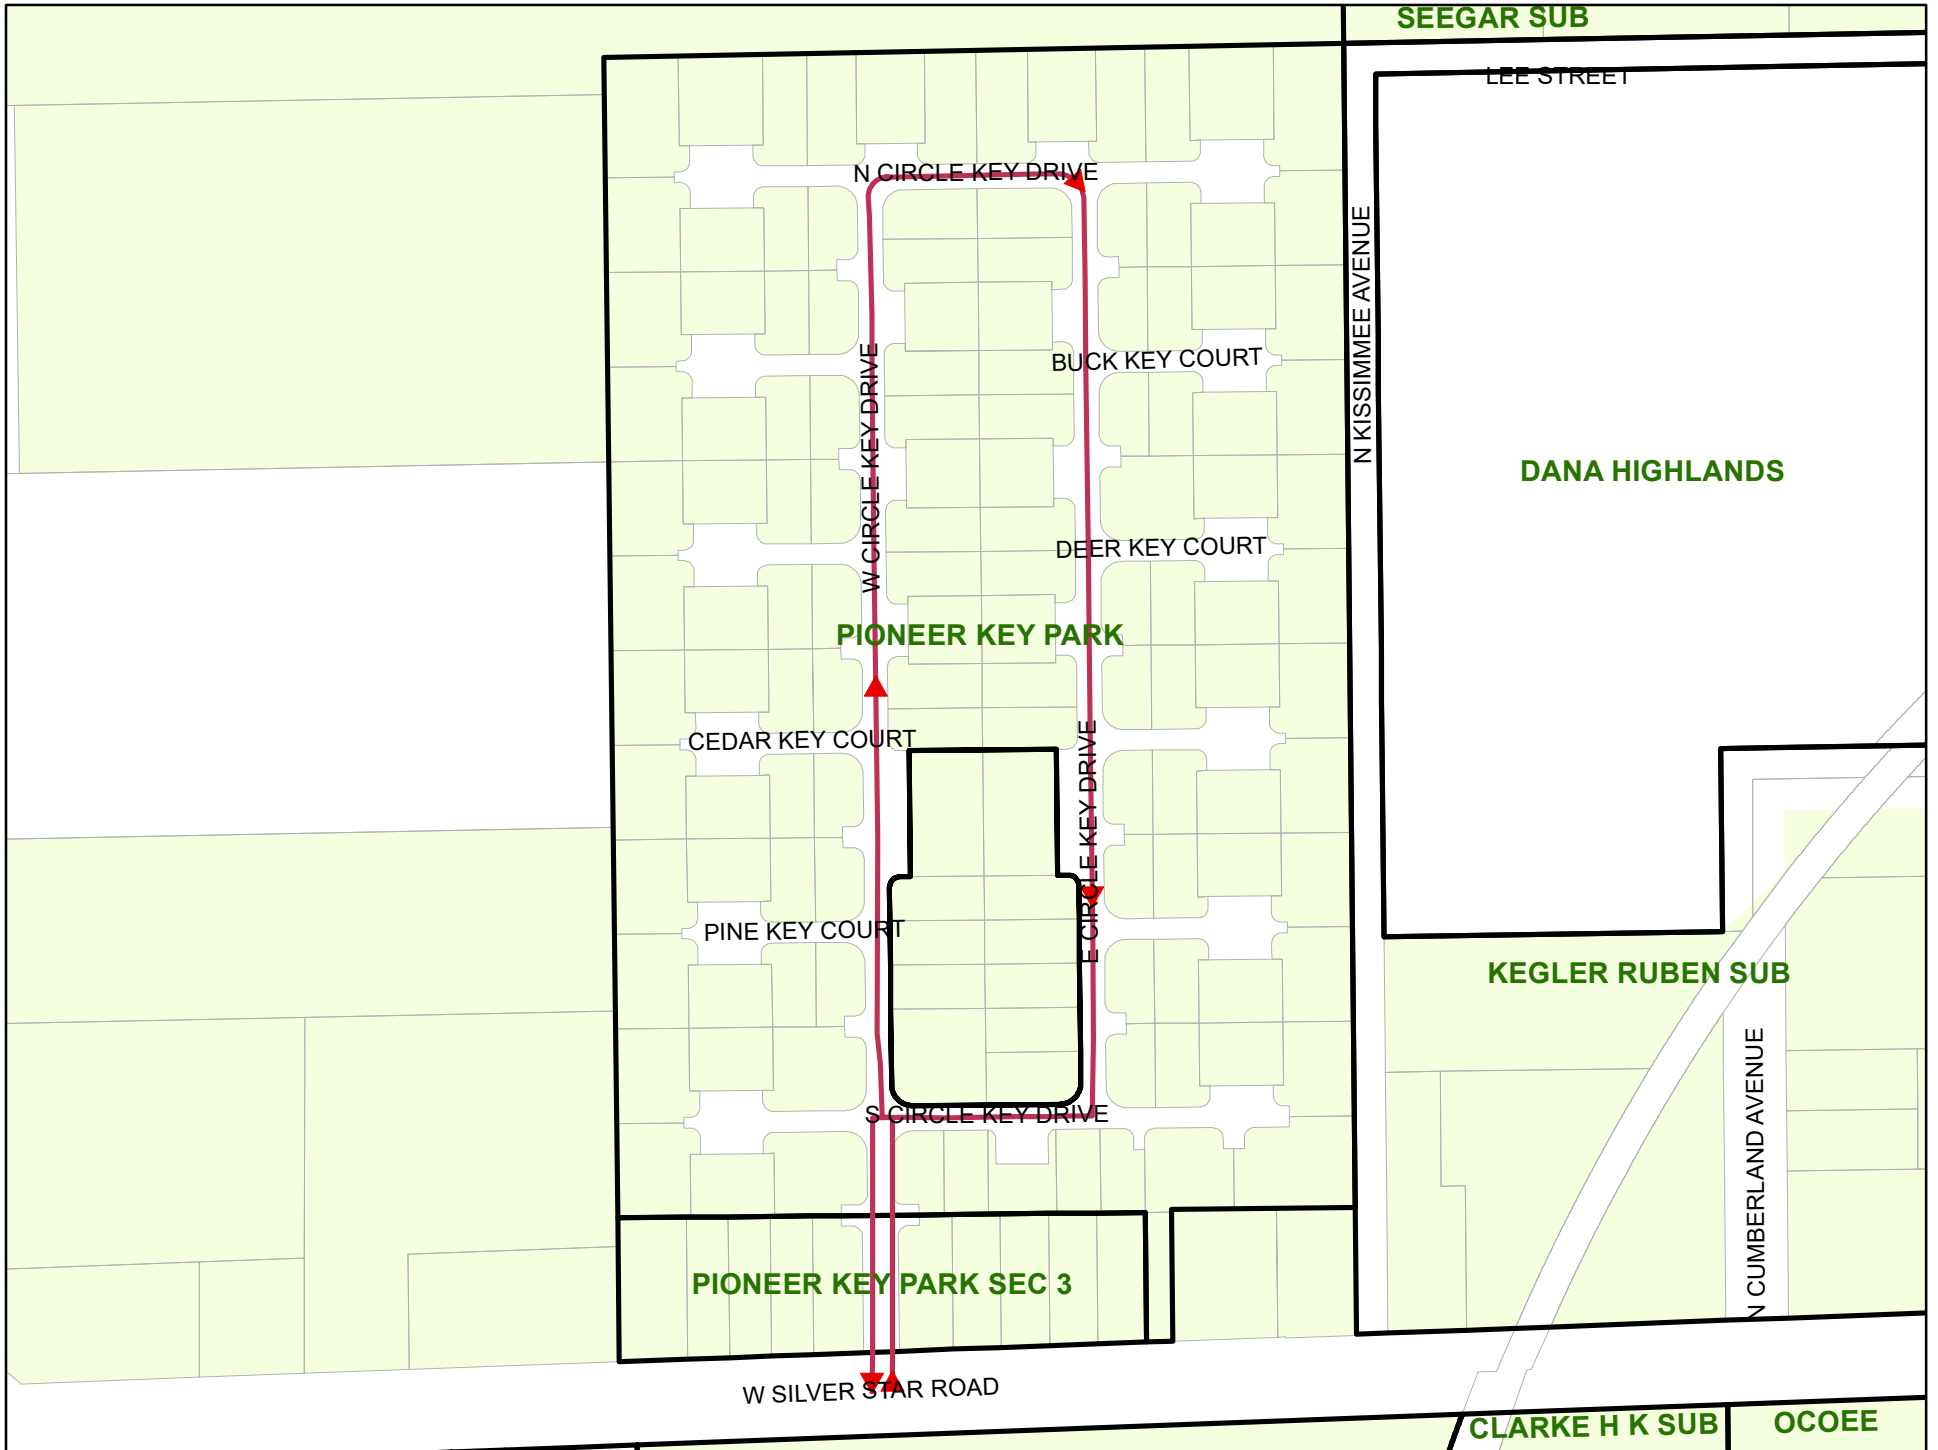 SEEGAR SUB
LEE STREET
N CIRCLE KEY DRIVE
N KISSIMMEE AVENUE
BUCK KEY COURT
W CIRCLE KEY DRIVE
DANA HIGHLANDS
DEER KEY COURT
PIONEER KEY PARK
CEDAR KEY COURT
E CIRCLE KEY DRIVE
PINE KEY COURT
KEGLER RUBEN SUB
S CIRCLE KEY DRIVE
N CUMBERLAND AVENUE
PIONEER KEY PARK SEC 3
W SILVER STAR ROAD
CLARKE H K SUB
OCOEE